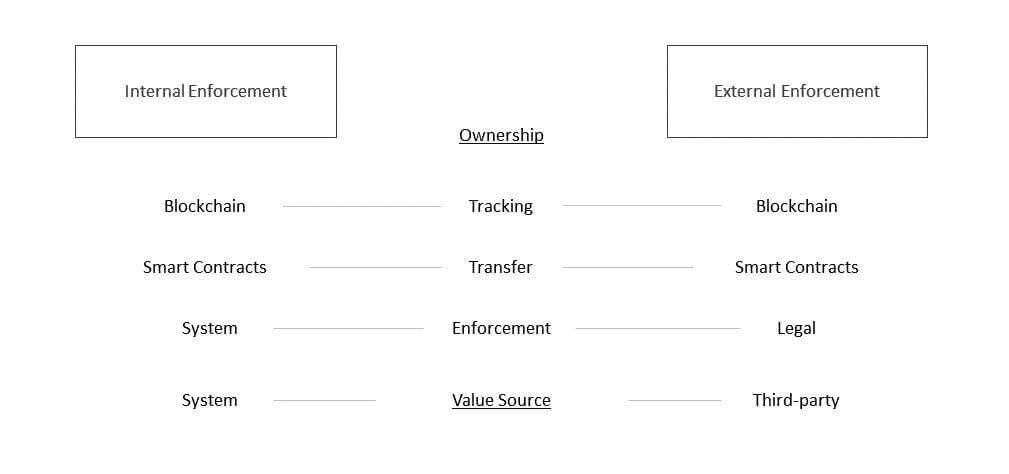 Internal Enforcement
External Enforcement
Ownership
Blockchain Tracking Blockchain
Smart Contracts Transfer Smart Contracts
System Enforcement Legal
System Value Source Third-party